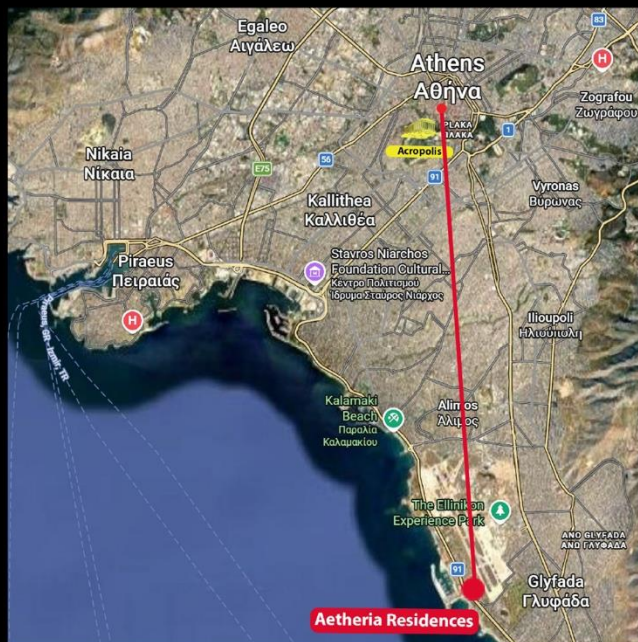 Egaleo
Αιγάλεω
83
H
Athens
Αθήνα
Zografou
Ζωγράφου
PLAKA
ΠΛΑΚΑ
1
Acropolis
56
Nikaia
Νίκαια
E75
91
Vyronas
Βύρωνας
Kallithea
Καλλιθέα
Stavros Niarchos
Foundation Cultural...
Κέντρο Πολιτισμού
Ίδρυμα Σταύρος Νιάρχος
Piraeus
Πειραιάς
H
Ilioupoli
Ηλιούπολη
Kalamaki
Beach
Παραλία
Καλαμακίου
Alimos
Άλιμος
The Ellinikon
Experience Park
ANO GLYFADA
ΑΝΩ ΓΛΥΦΑΔΑ
91
Glyfada
Γλυφάδα
Aetheria Residences